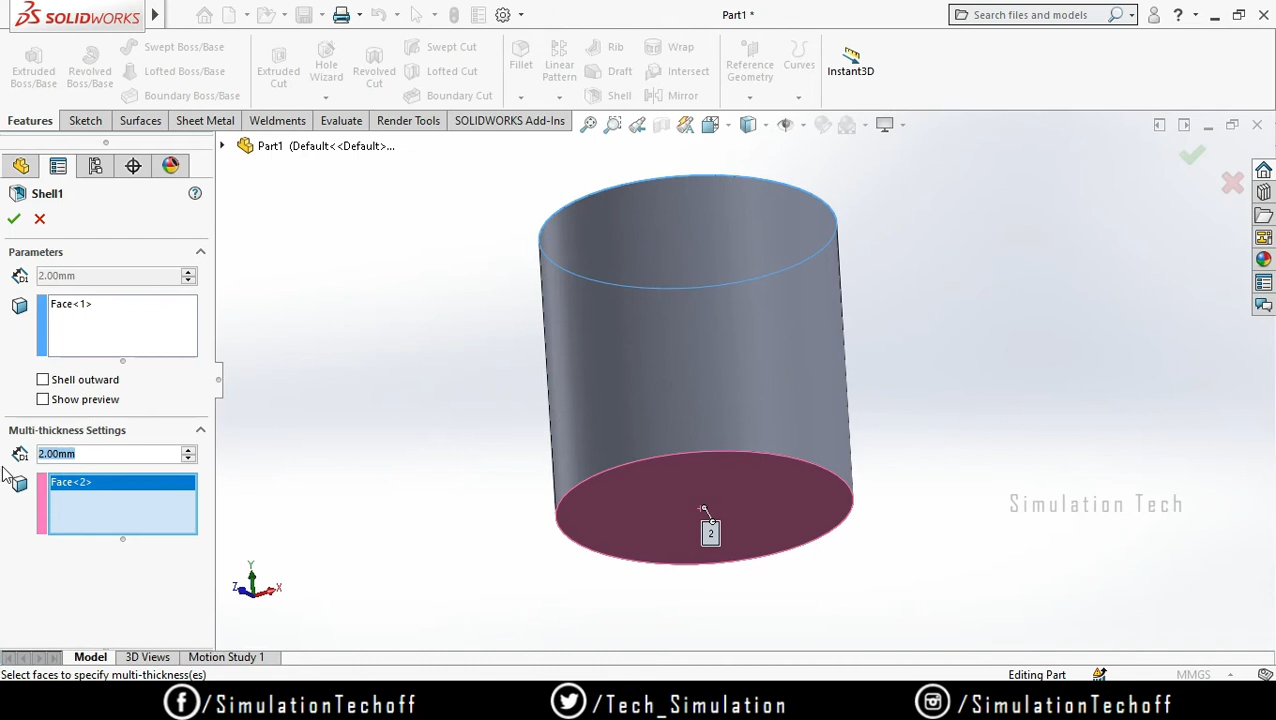 SOLIDWORKS
Part1 *
Search files and models
Extruded Boss/Base
Revolved Boss/Base
Swept Boss/Base
Lofted Boss/Base
Boundary Boss/Base
Extruded Cut
Hole Wizard
Revolved Cut
Swept Cut
Lofted Cut
Boundary Cut
Fillet
Linear Pattern
Rib
Draft
Shell
Wrap
Intersect
Mirror
Reference Geometry
Curves
Instant3D
Features
Sketch
Surfaces
Sheet Metal
Weldments
Evaluate
Render Tools
SOLIDWORKS Add-Ins
Part1 (Default<<Default>...
Shell1
Parameters
2.00mm
Face<1>
Shell outward
Show preview
Multi-thickness Settings
2.00mm
Face<2>
2
Simulation Tech
Y
Z
X
Model
3D Views
Motion Study 1
Select faces to specify multi-thickness(es)
Editing Part
MMGS
/SimulationTechoff
/Tech_Simulation
/SimulationTechoff